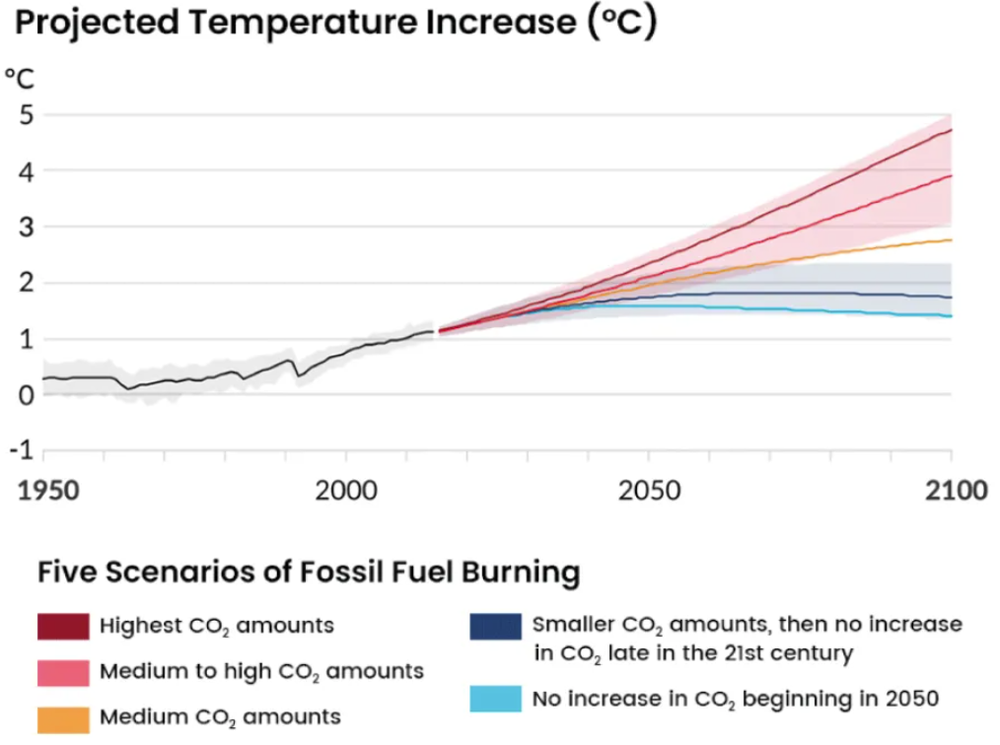 Projected Temperature Increase (°C)
°C
5
4
3
2
1
0
-1
1950 2000 2050 2100
Five Scenarios of Fossil Fuel Burning
Highest CO₂ amounts
Medium to high CO₂ amounts
Medium CO₂ amounts
Smaller CO₂ amounts, then no increase
in CO₂ late in the 21st century
No increase in CO₂ beginning in 2050